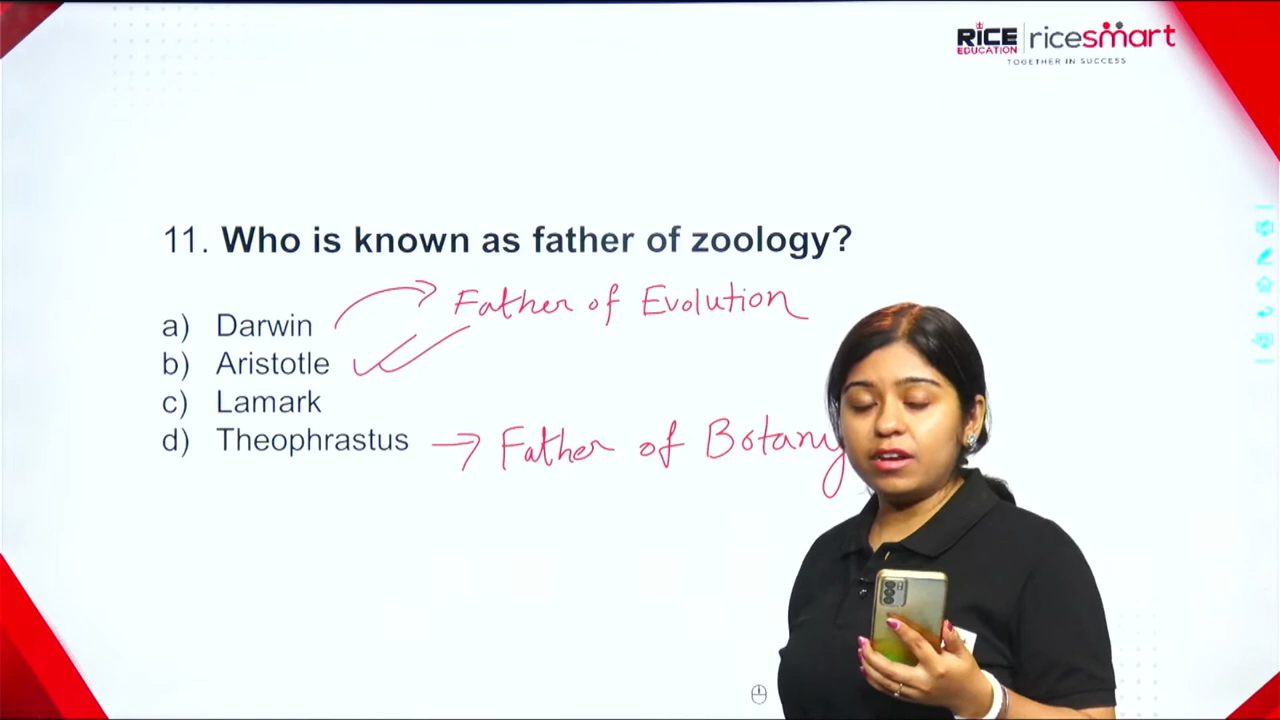 RICE EDUCATION | ricesmart
TOGETHER IN SUCCESS
11. Who is known as father of zoology?
Father of Evolution
a) Darwin
b) Aristotle
c) Lamark
d) Theophrastus → Father of Botany